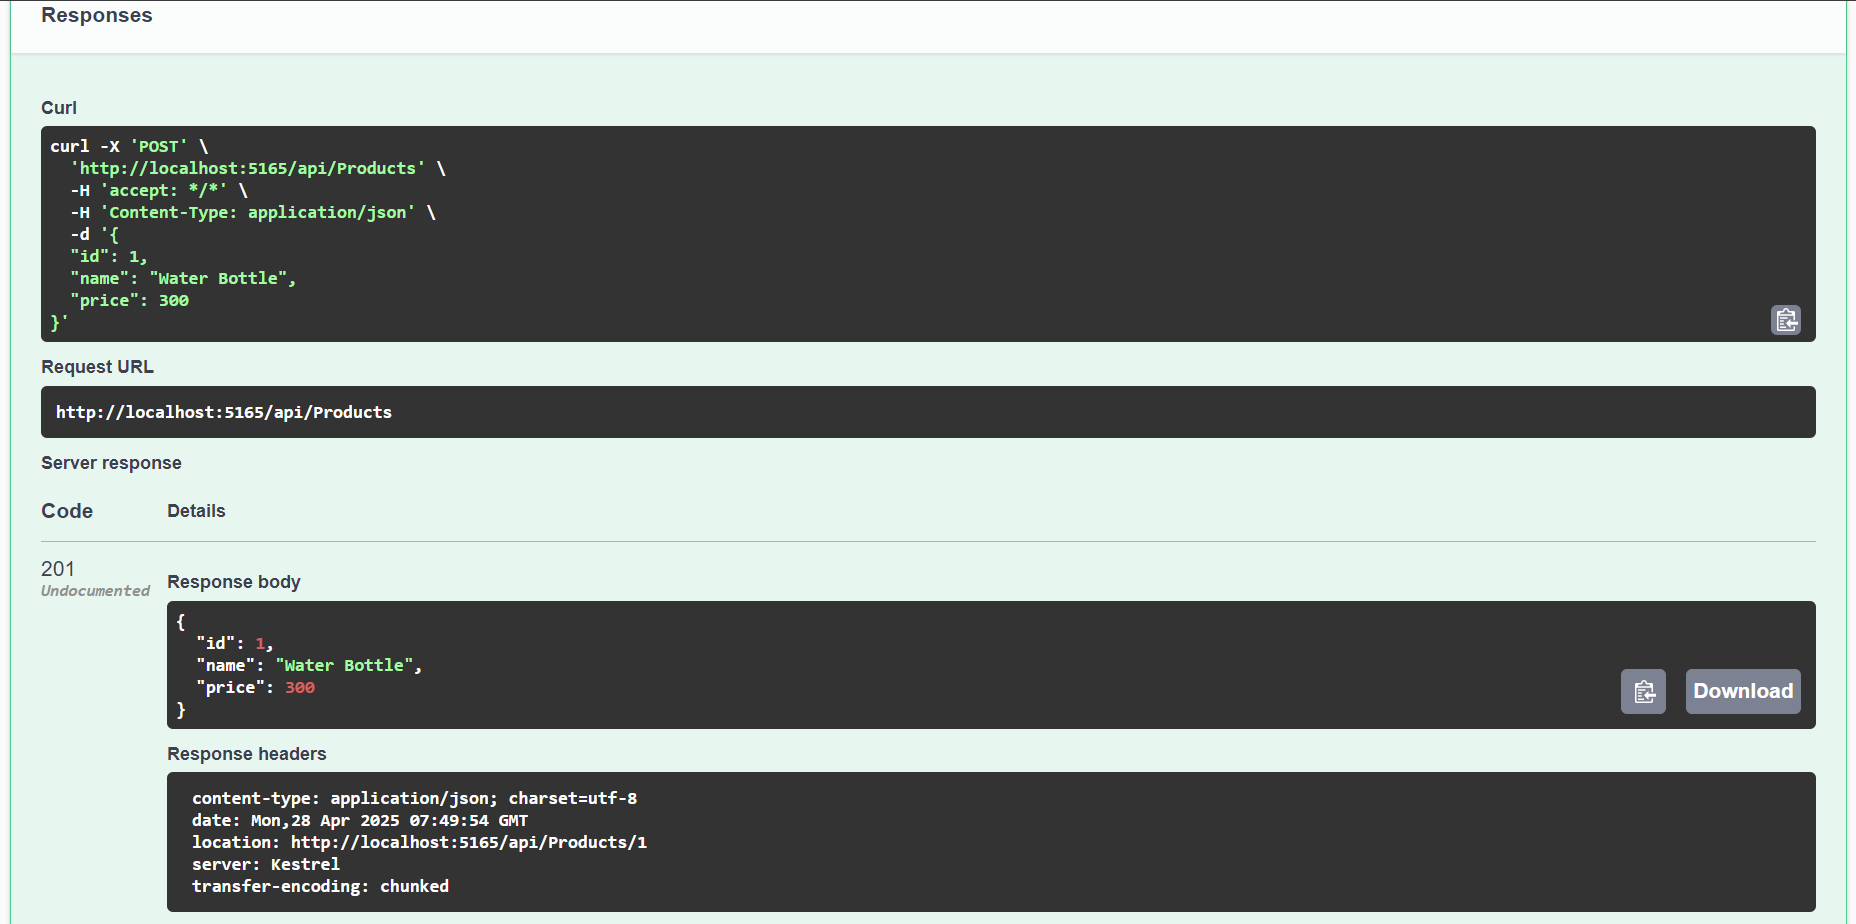 Responses
Curl
curl -X 'POST' \
  'http://localhost:5165/api/Products' \
  -H 'accept: */*' \
  -H 'Content-Type: application/json' \
  -d '{
  "id": 1,
  "name": "Water Bottle",
  "price": 300
}'
Request URL
http://localhost:5165/api/Products
Server response
Code Details
201
Undocumented
Response body
{
  "id": 1,
  "name": "Water Bottle",
  "price": 300
}
Download
Response headers
content-type: application/json; charset=utf-8
date: Mon,28 Apr 2025 07:49:54 GMT
location: http://localhost:5165/api/Products/1
server: Kestrel
transfer-encoding: chunked